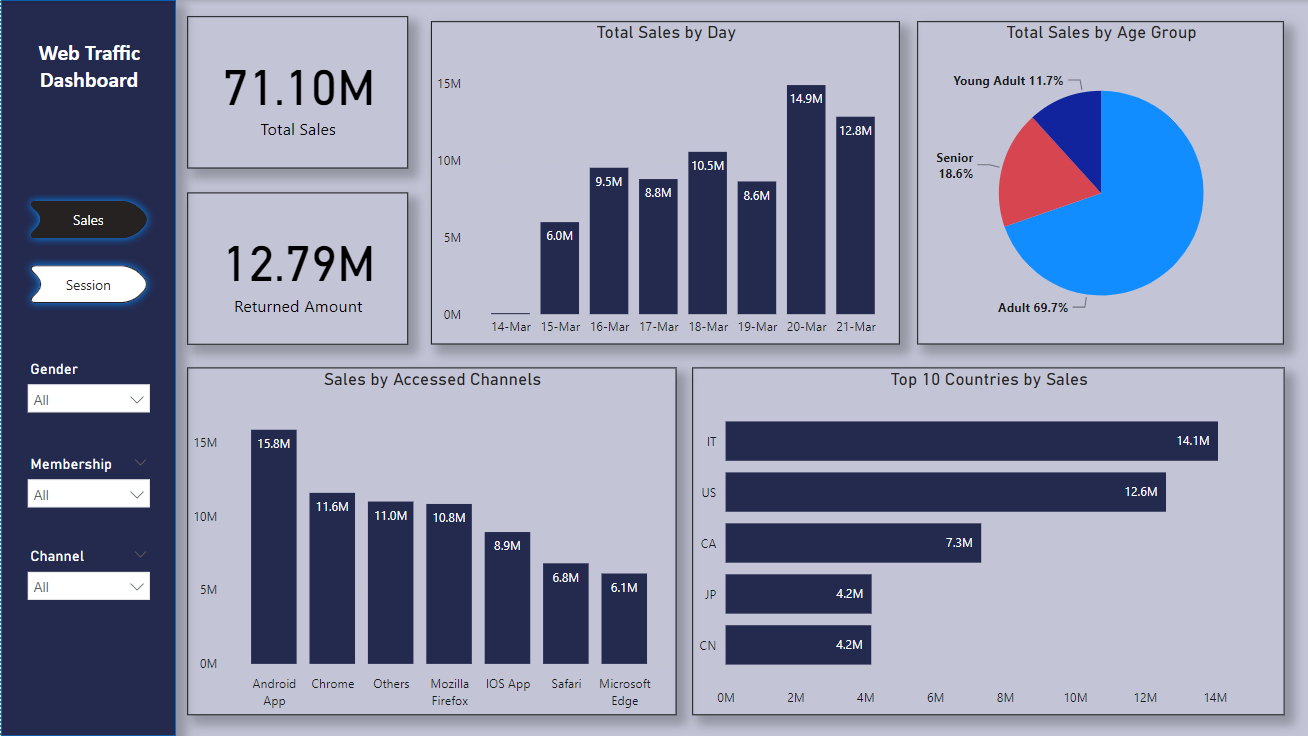 Web Traffic
Dashboard
Sales
Session
Gender
All
Membership
All
Channel
All
71.10M
Total Sales
12.79M
Returned Amount
Total Sales by Day
15M
10M
5M
0M
6.0M
9.5M
8.8M
10.5M
8.6M
14.9M
12.8M
14-Mar 15-Mar 16-Mar 17-Mar 18-Mar 19-Mar 20-Mar 21-Mar
Total Sales by Age Group
Young Adult 11.7%
Senior
18.6%
Adult 69.7%
Sales by Accessed Channels
15M
10M
5M
0M
15.8M
11.6M
11.0M
10.8M
8.9M
6.8M
6.1M
Android
App
Chrome
Others
Mozilla
Firefox
IOS App
Safari
Microsoft
Edge
Top 10 Countries by Sales
IT 14.1M
US 12.6M
CA 7.3M
JP 4.2M
CN 4.2M
0M 2M 4M 6M 8M 10M 12M 14M